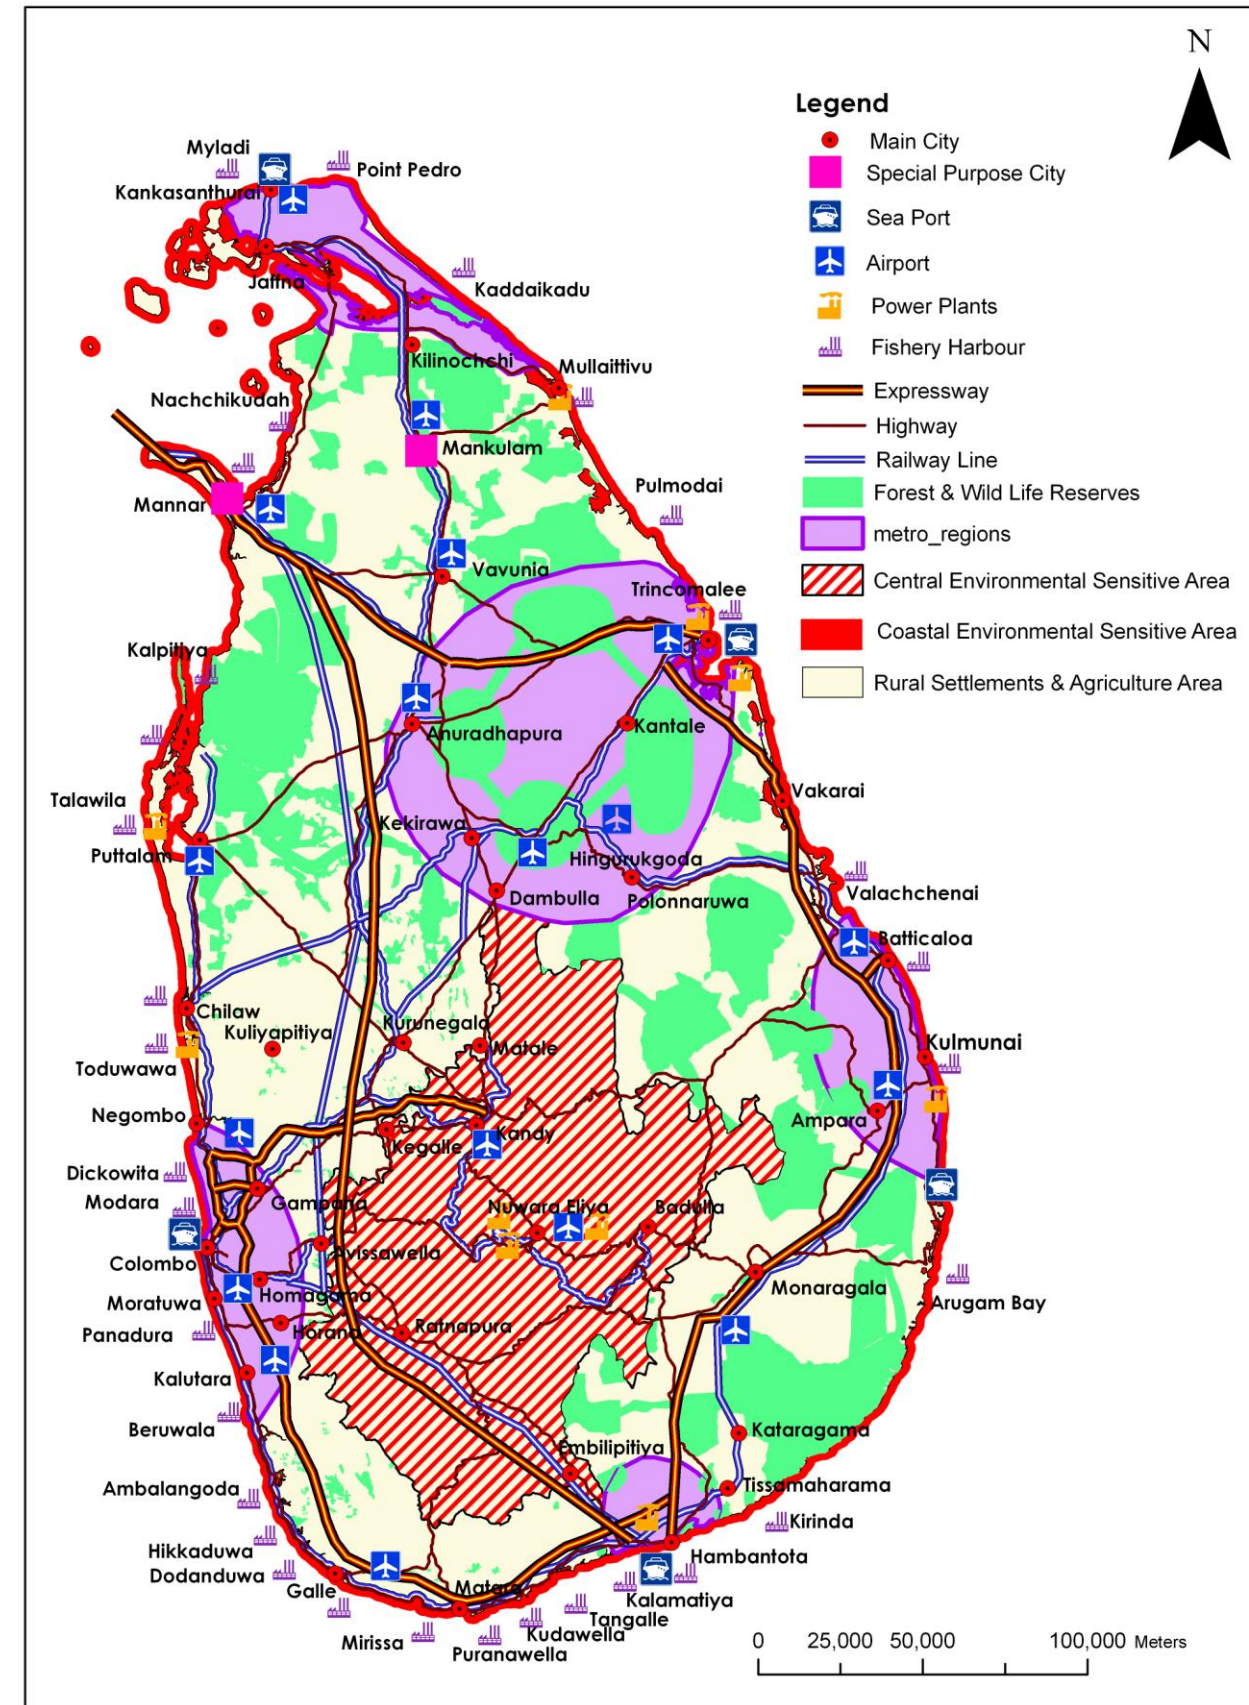 N
Legend
Main City
Special Purpose City
Sea Port
Airport
Power Plants
Fishery Harbour
Expressway
Highway
Railway Line
Forest & Wild Life Reserves
metro_regions
Central Environmental Sensitive Area
Coastal Environmental Sensitive Area
Rural Settlements & Agriculture Area
Myladi
Point Pedro
Kankasanthurai
Jaffna
Kaddaikadu
Kilinochchi
Mullaittivu
Nachchikudah
Mankulam
Mannar
Pulmodai
Vavunia
Trincomalee
Kalpitiya
Anuradhapura
Kantale
Talawila
Vakarai
Kekirawa
Puttalam
Hingurukgoda
Valachchenai
Dambulla
Polonnaruwa
Batticaloa
Chilaw
Kuliyapitiya
Kurunegala
Matale
Kulmunai
Toduwawa
Negombo
Ampara
Kegalle
Kandy
Dickowita
Modara
Gampaha
Nuwara Eliya
Badulla
Colombo
Avissawella
Monaragala
Homagama
Moratuwa
Arugam Bay
Panadura
Horana
Ratnapura
Kalutara
Beruwala
Kataragama
Embilipitiya
Ambalangoda
Tissamaharama
Kirinda
Hikkaduwa
Dodanduwa
Hambantota
Galle
Matara
Kalamatiya
Tangalle
Kudawella
Mirissa
Puranawella
0 25,000 50,000 100,000 Meters